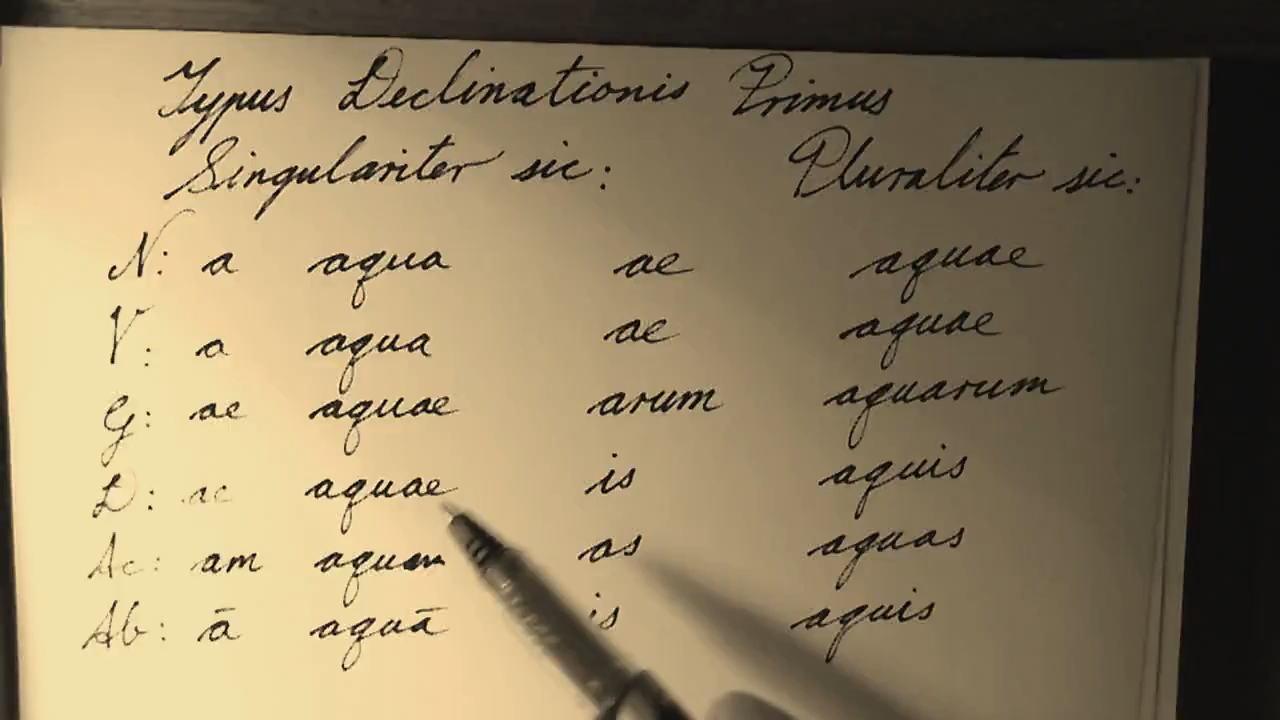 Typus Declinationis Primus
Singulariter sic: Pluraliter sic:
N: a aqua ae aquae
V: a aqua ae aquae
G: ae aquae arum aquarum
D: ae aquae is aquis
Ac: am aquam as aquas
Ab: ā aquā is aquis